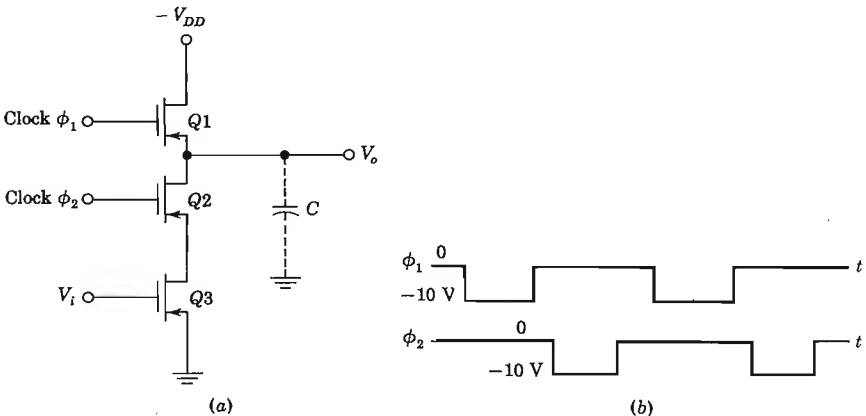 − V_DD
Clock ϕ₁
Q1
V_o
Clock ϕ₂
Q2
C
V_i
Q3
(a)
ϕ₁
0
−10 V
t
ϕ₂
0
−10 V
t
(b)